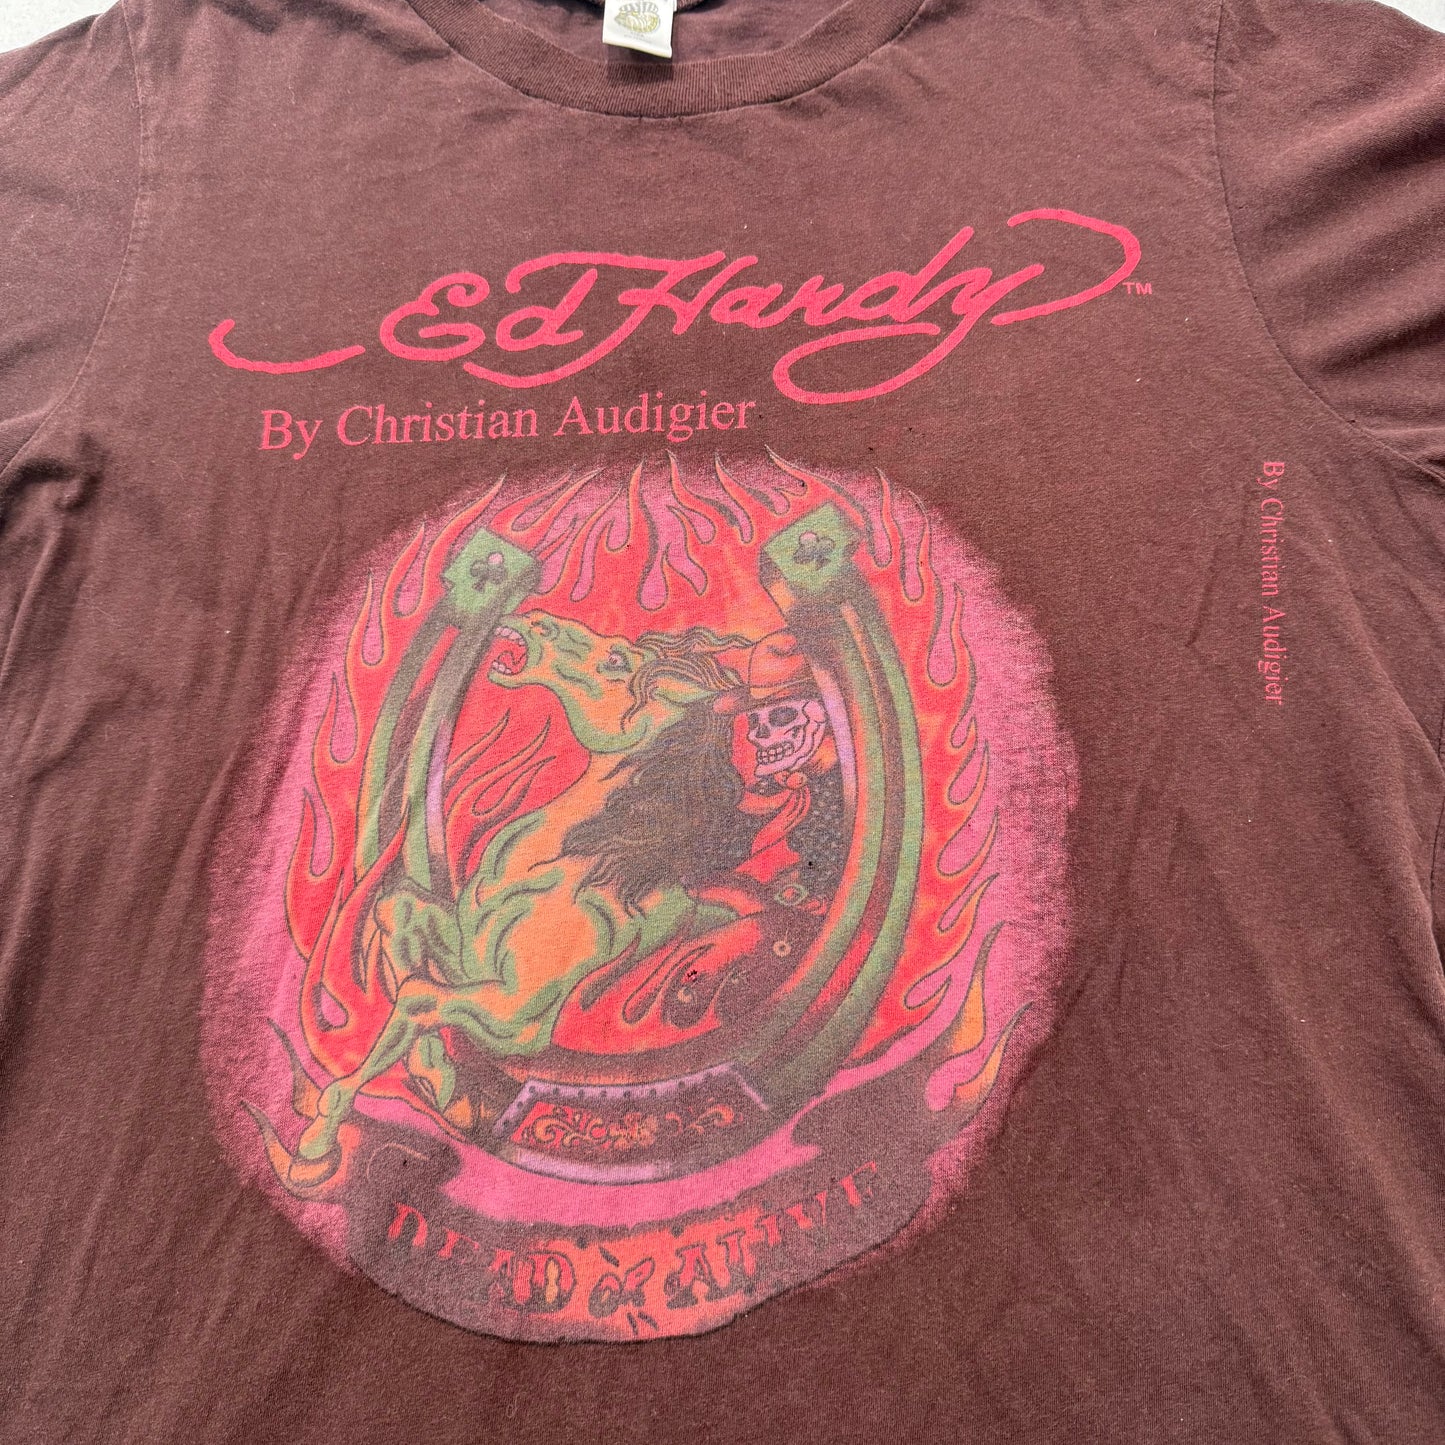 Ed Hardy™
By Christian Audigier
By Christian Audigier
DEAD or ALIVE